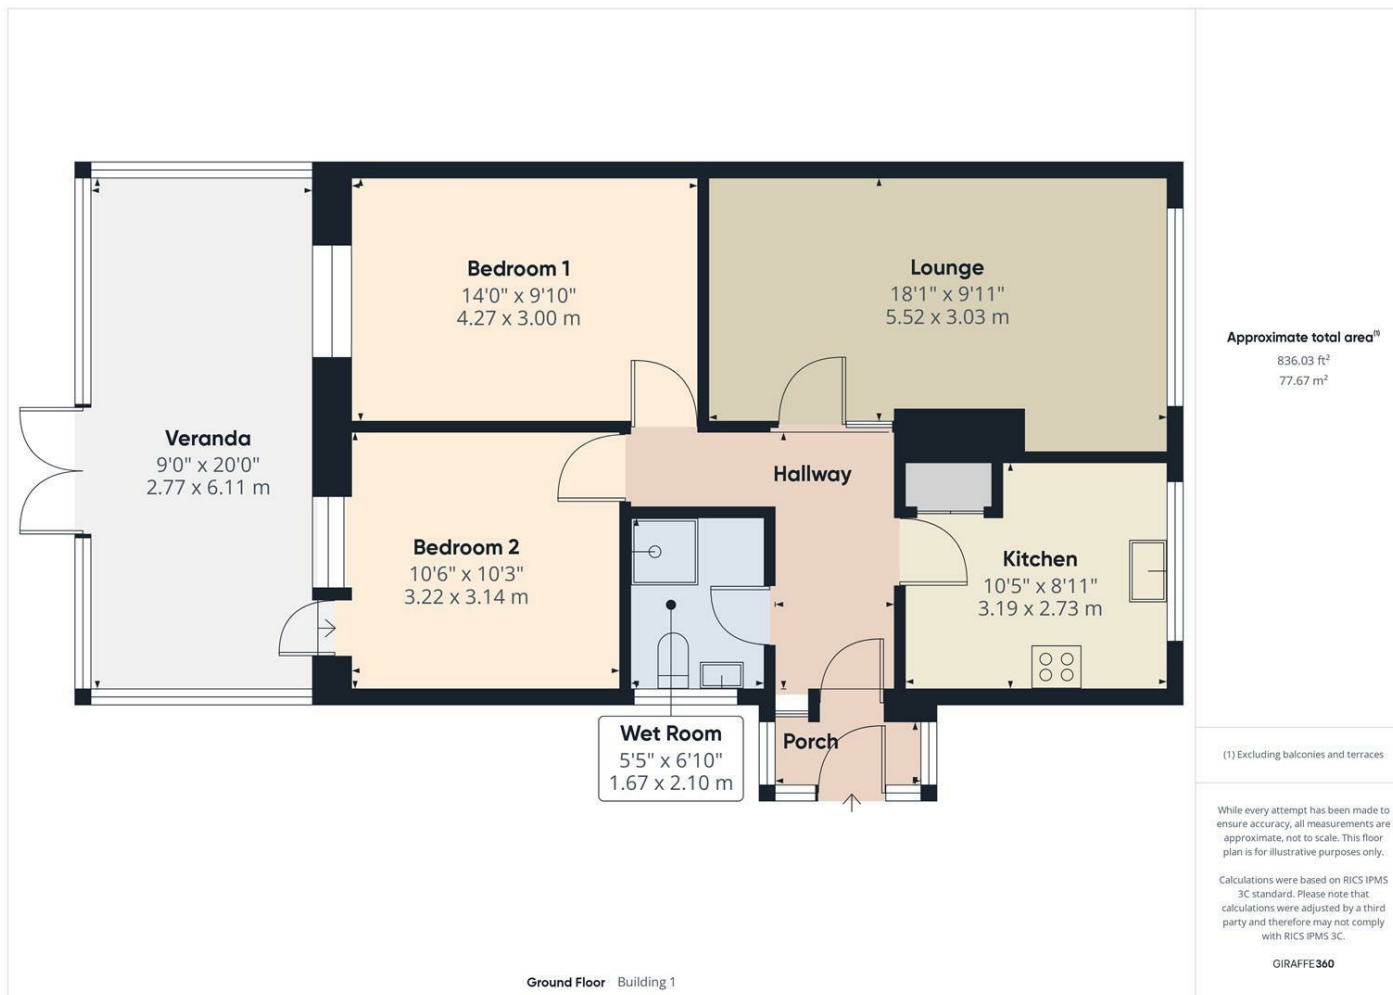 Bedroom 1
14'0" x 9'10"
4.27 x 3.00 m
Lounge
18'1" x 9'11"
5.52 x 3.03 m
Veranda
9'0" x 20'0"
2.77 x 6.11 m
Hallway
Bedroom 2
10'6" x 10'3"
3.22 x 3.14 m
Kitchen
10'5" x 8'11"
3.19 x 2.73 m
Wet Room
5'5" x 6'10"
1.67 x 2.10 m
Porch
Ground Floor Building 1
Approximate total area(1)
836.03 ft²
77.67 m²
(1) Excluding balconies and terraces
While every attempt has been made to
ensure accuracy, all measurements are
approximate, not to scale. This floor
plan is for illustrative purposes only.
Calculations were based on RICS IPMS
3C standard. Please note that
calculations were adjusted by a third
party and therefore may not comply
with RICS IPMS 3C.
GIRAFFE360